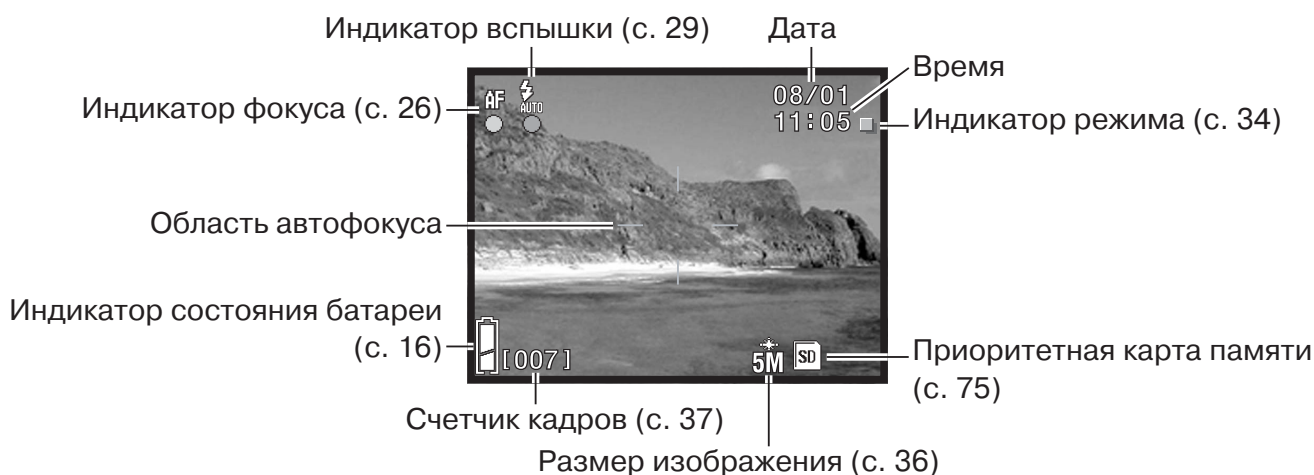 Индикатор вспышки (с. 29)
Дата
Время
Индикатор фокуса (с. 26)
AF
AUTO
08/01
11:05
Индикатор режима (с. 34)
Область автофокуса
Индикатор состояния батареи
(с. 16)
[007]
5M
SD
Приоритетная карта памяти
(с. 75)
Счетчик кадров (с. 37)
Размер изображения (с. 36)